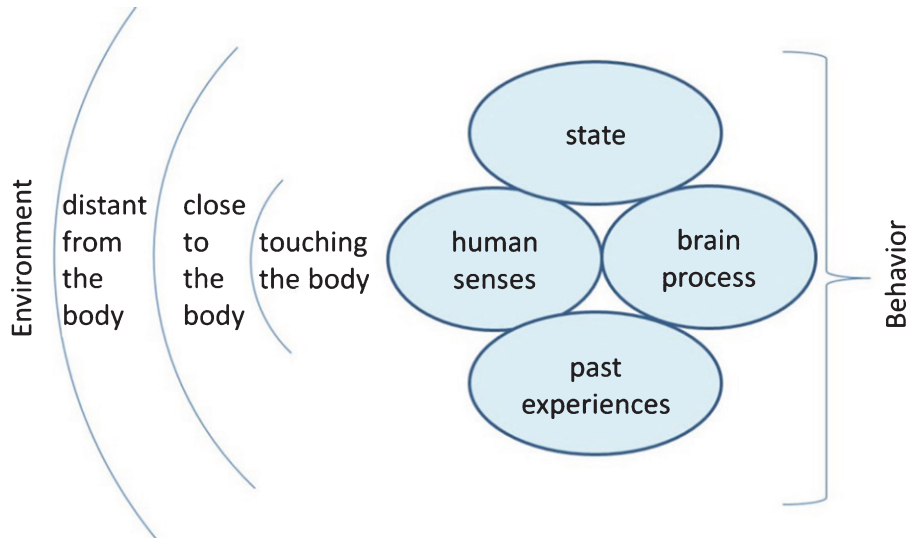 Environment
distant
from
the
body
close
to
the
body
touching
the body
state
human
senses
brain
process
past
experiences
Behavior